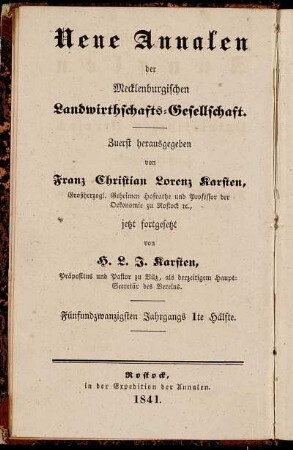 Neue Annalen
der
Mecklenburgischen
Landwirthschafts-Gesellschaft.
Zuerst herausgegeben
von
Franz Christian Lorenz Karsten,
Großherzogl. Geheimen Hofrathe und Professor der
Oekonomie zu Rostock ꝛc.,
jetzt fortgesetzt
von
H. L. J. Karsten,
Präpositus und Pastor zu Vilz, als derzeitigem Haupt-
Secretär des Vereins.
Fünfundzwanzigsten Jahrgangs 1te Hälfte.
Rostock,
in der Expedition der Annalen.
1841.